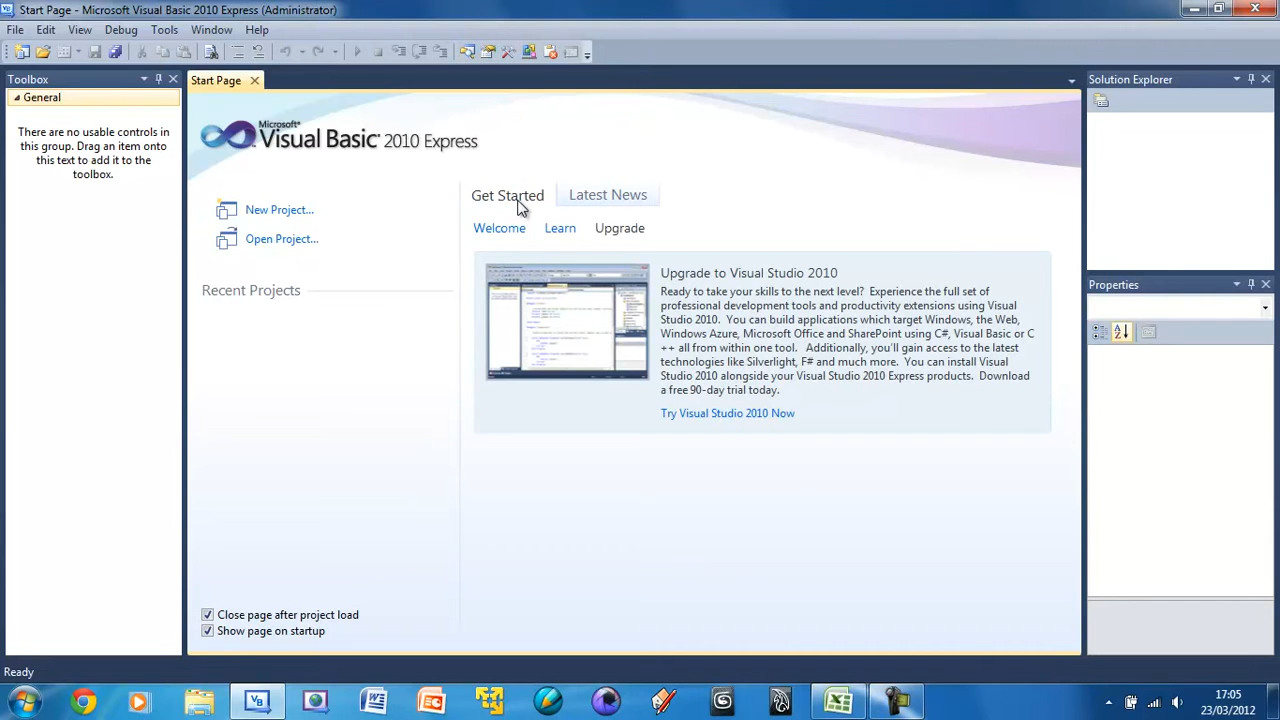 Start Page - Microsoft Visual Basic 2010 Express (Administrator)
File Edit View Debug Tools Window Help
Toolbox
General
There are no usable controls in
this group. Drag an item onto
this text to add it to the
toolbox.
Start Page
Microsoft
Visual Basic 2010 Express
New Project...
Open Project...
Recent Projects
Close page after project load
Show page on startup
Get Started Latest News
Welcome Learn Upgrade
Upgrade to Visual Studio 2010
Ready to take your skills to the next level? Experience the full set of
professional development tools and productivity extensions using Visual
Studio 2010. You can build applications which target Windows, the Web,
Windows Azure, Microsoft Office and SharePoint using C#, Visual Basic or C
++ all from within one tool. Additionally, you'll gain access to the latest
technologies like Silverlight, F# and much more. You can install Visual
Studio 2010 alongside your Visual Studio 2010 Express products. Download
a free 90-day trial today.
Try Visual Studio 2010 Now
Solution Explorer
Properties
Ready
17:05
23/03/2012